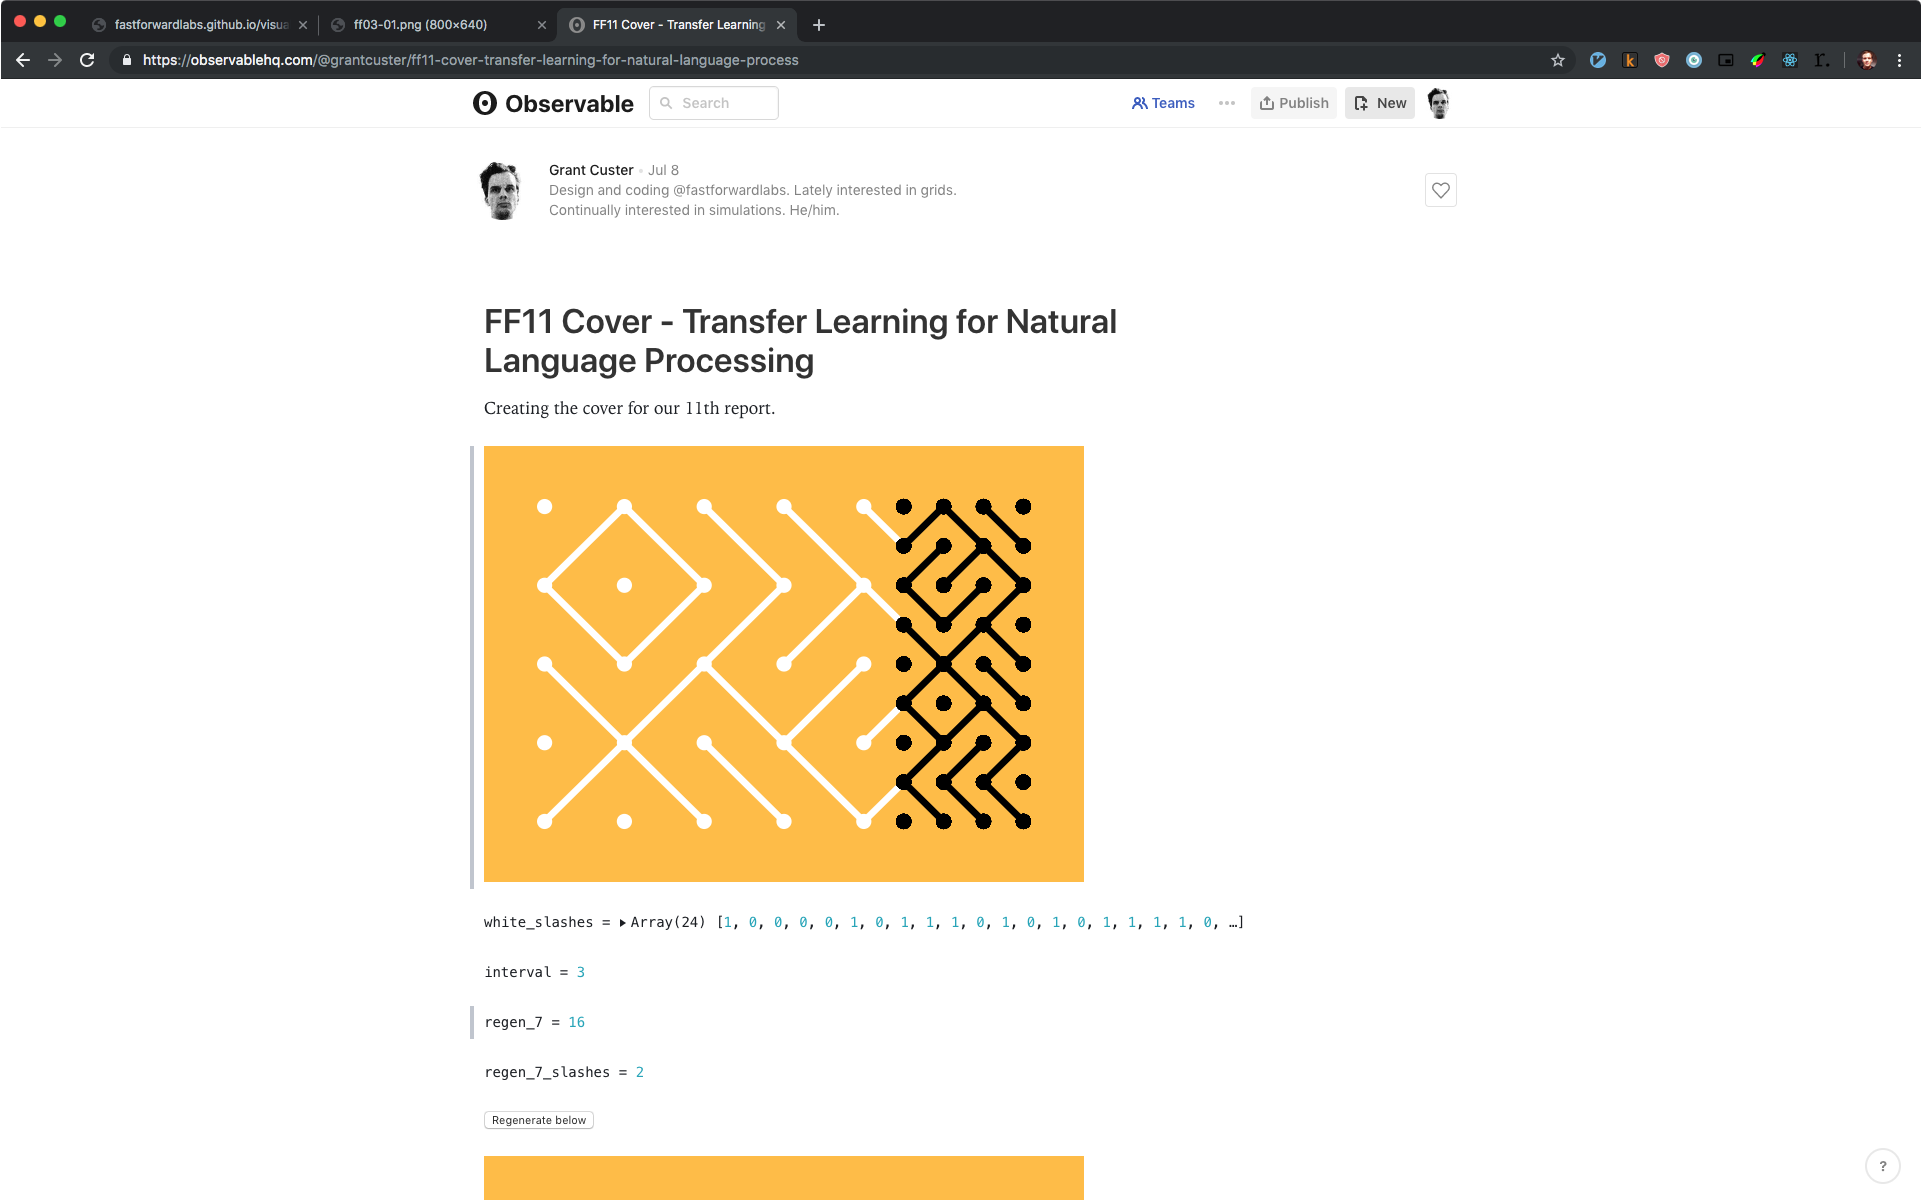 fastforwardlabs.github.io/visua
ff03-01.png (800×640)
FF11 Cover - Transfer Learning
https://observablehq.com/@grantcuster/ff11-cover-transfer-learning-for-natural-language-process
Observable
Search
Teams
Publish
New
Grant Custer • Jul 8
Design and coding @fastforwardlabs. Lately interested in grids.
Continually interested in simulations. He/him.
FF11 Cover - Transfer Learning for Natural
Language Processing
Creating the cover for our 11th report.
white_slashes = ▸Array(24) [1, 0, 0, 0, 0, 1, 0, 1, 1, 1, 0, 1, 0, 1, 0, 1, 1, 1, 1, 0, …]
interval = 3
regen_7 = 16
regen_7_slashes = 2
Regenerate below
?